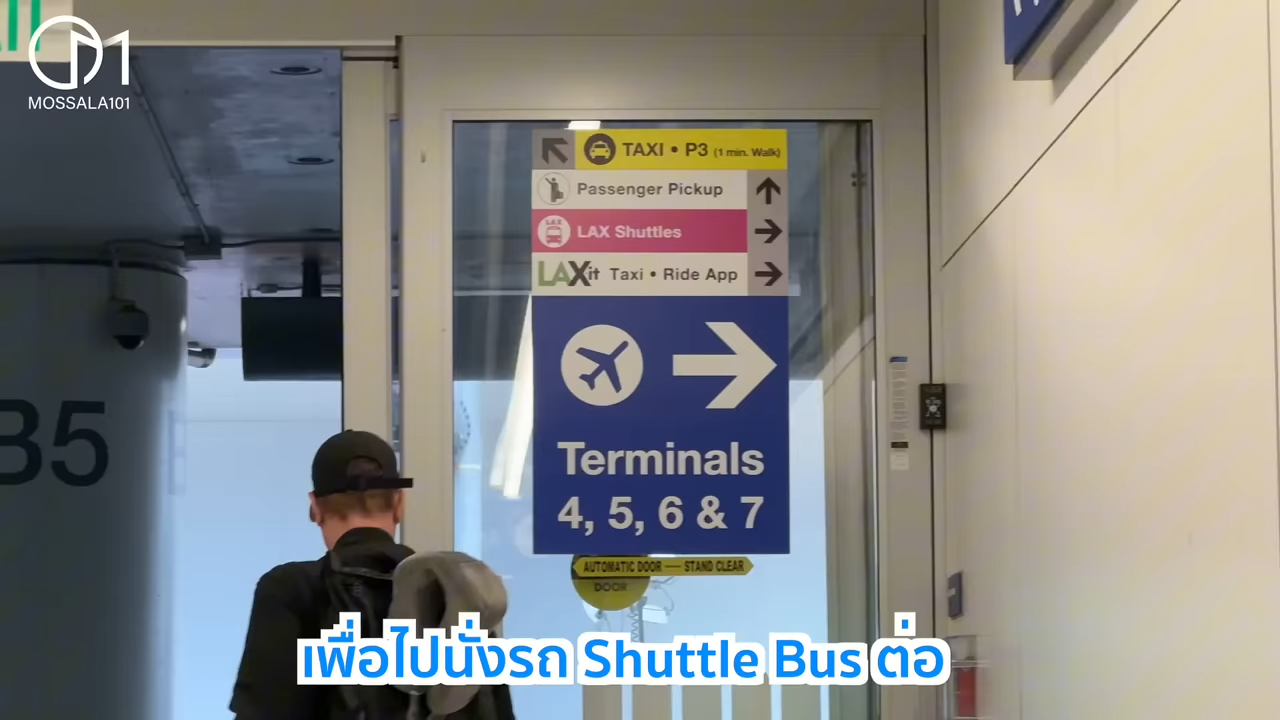 MOSSALA101
TAXI • P3 (1 min. Walk)
Passenger Pickup
LAX
LAX Shuttles
LAXit Taxi • Ride App
Terminals
4, 5, 6 & 7
AUTOMATIC DOOR — STAND CLEAR
DOOR
B5
เพื่อไปนั่งรถ Shuttle Bus ต่อ